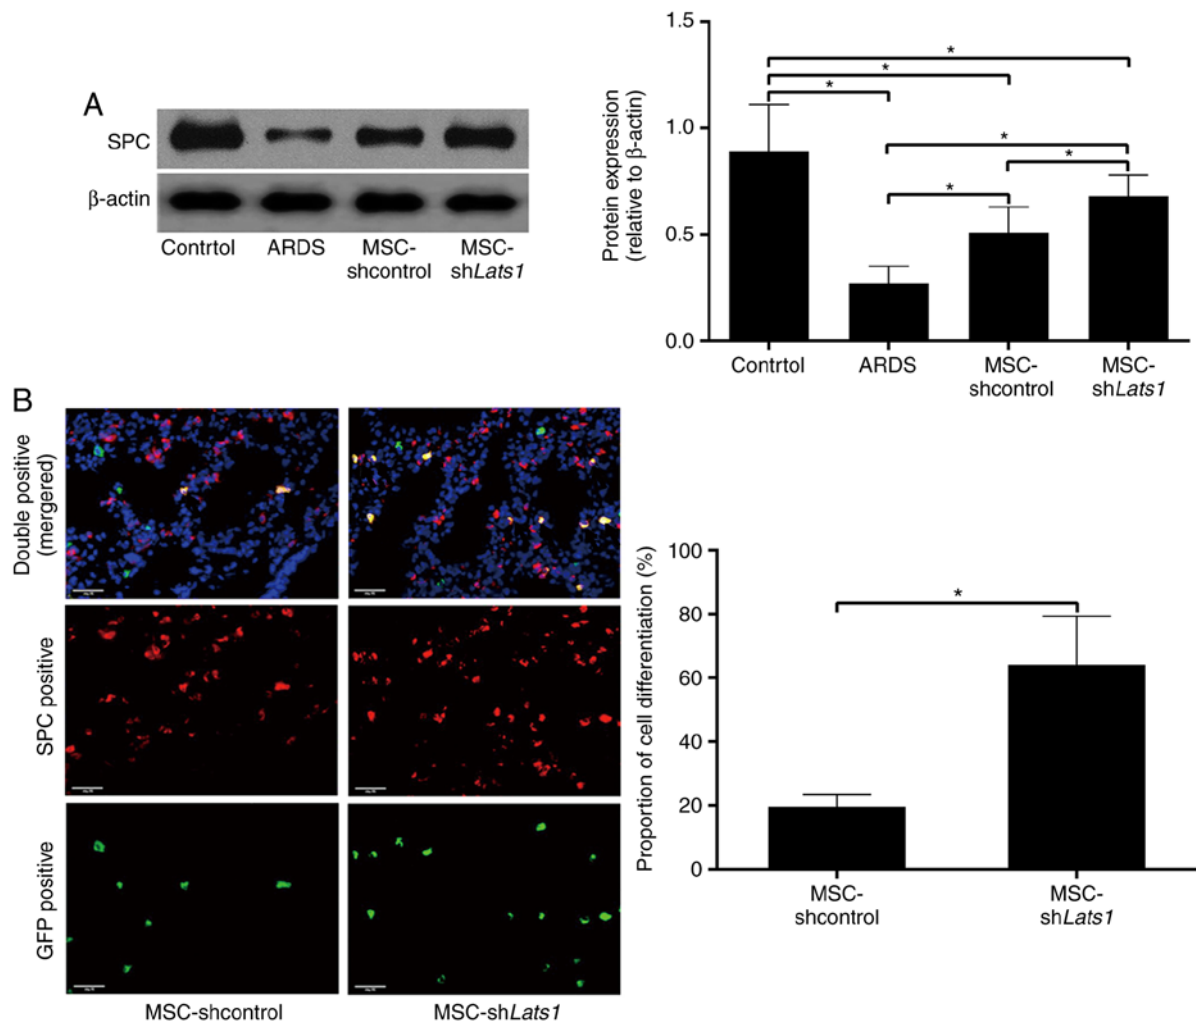 A
SPC
β-actin
Contrtol
ARDS
MSC-
shcontrol
MSC-
shLats1
Protein expression
(relative to β-actin)
1.5
1.0
0.5
0.0
*
*
*
*
*
*
Contrtol
ARDS
MSC-
shcontrol
MSC-
shLats1
B
Double positive
(mergered)
SPC positive
GFP positive
MSC-shcontrol
MSC-shLats1
Proportion of cell differentiation (%)
100
80
60
40
20
0
*
MSC-
shcontrol
MSC-
shLats1